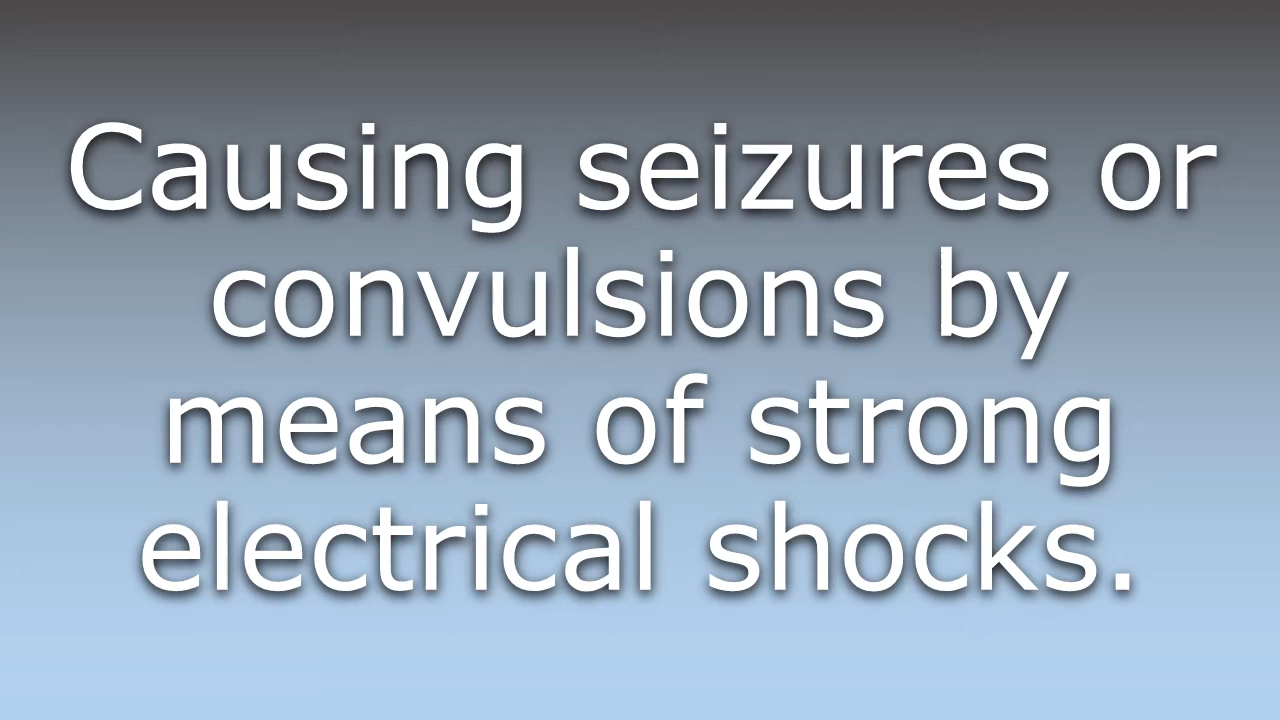 Causing seizures or
convulsions by
means of strong
electrical shocks.